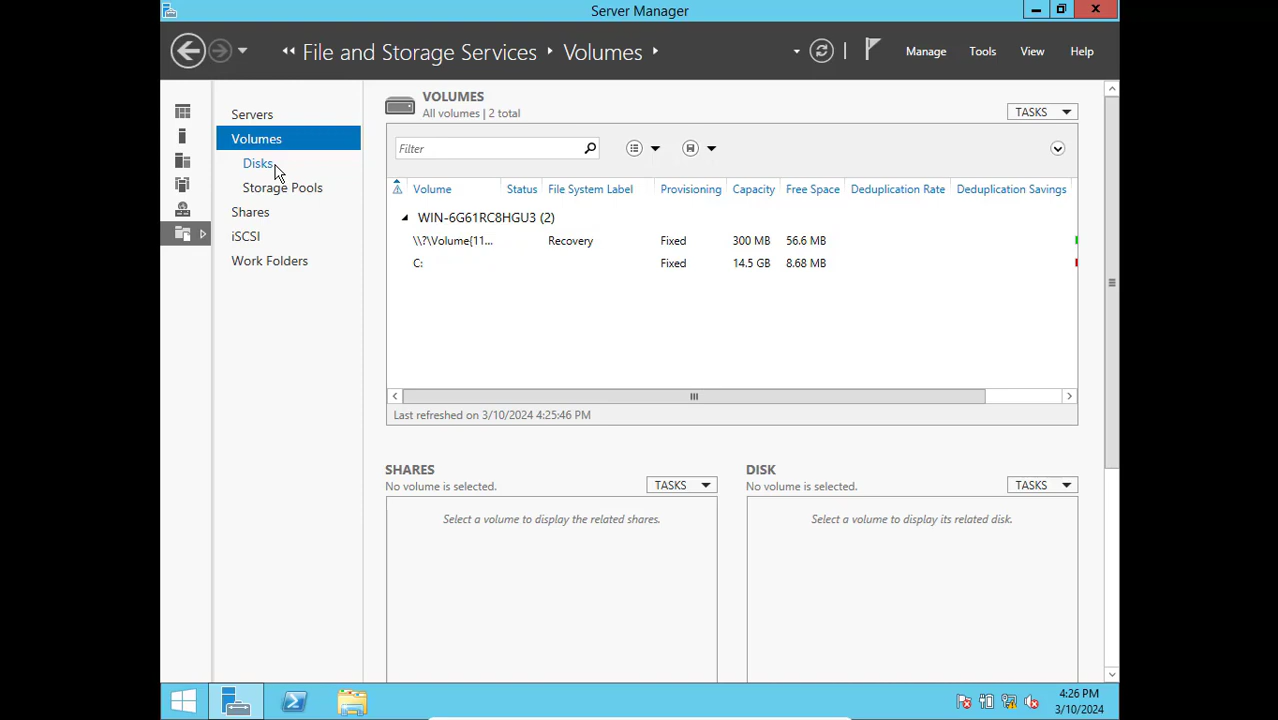 Server Manager
File and Storage Services Volumes
Manage Tools View Help
Servers
Volumes
Disks
Storage Pools
Shares
iSCSI
Work Folders
VOLUMES
All volumes | 2 total
TASKS
Filter
Volume Status File System Label Provisioning Capacity Free Space Deduplication Rate Deduplication Savings
WIN-6G61RC8HGU3 (2)
\\?\Volume{11... Recovery Fixed 300 MB 56.6 MB
C: Fixed 14.5 GB 8.68 MB
Last refreshed on 3/10/2024 4:25:46 PM
SHARES
No volume is selected.
TASKS
Select a volume to display the related shares.
DISK
No volume is selected.
TASKS
Select a volume to display its related disk.
4:26 PM
3/10/2024